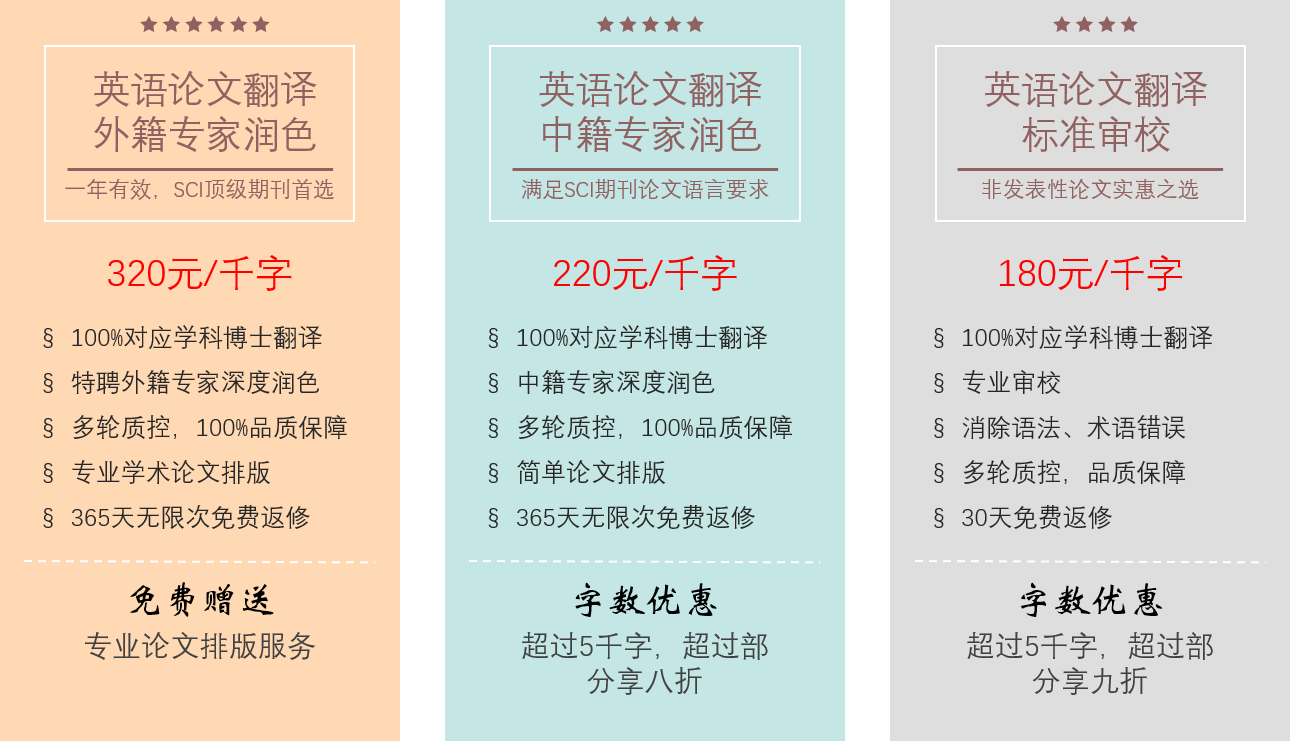 英语论文翻译
外籍专家润色
一年有效，SCI顶级期刊首选
320元/千字
§ 100%对应学科博士翻译
§ 特聘外籍专家深度润色
§ 多轮质控，100%品质保障
§ 专业学术论文排版
§ 365天无限次免费返修
免费赠送
专业论文排版服务
英语论文翻译
中籍专家润色
满足SCI期刊论文语言要求
220元/千字
§ 100%对应学科博士翻译
§ 中籍专家深度润色
§ 多轮质控，100%品质保障
§ 简单论文排版
§ 365天无限次免费返修
字数优惠
超过5千字，超过部
分享八折
英语论文翻译
标准审校
非发表性论文实惠之选
180元/千字
§ 100%对应学科博士翻译
§ 专业审校
§ 消除语法、术语错误
§ 多轮质控，品质保障
§ 30天免费返修
字数优惠
超过5千字，超过部
分享九折